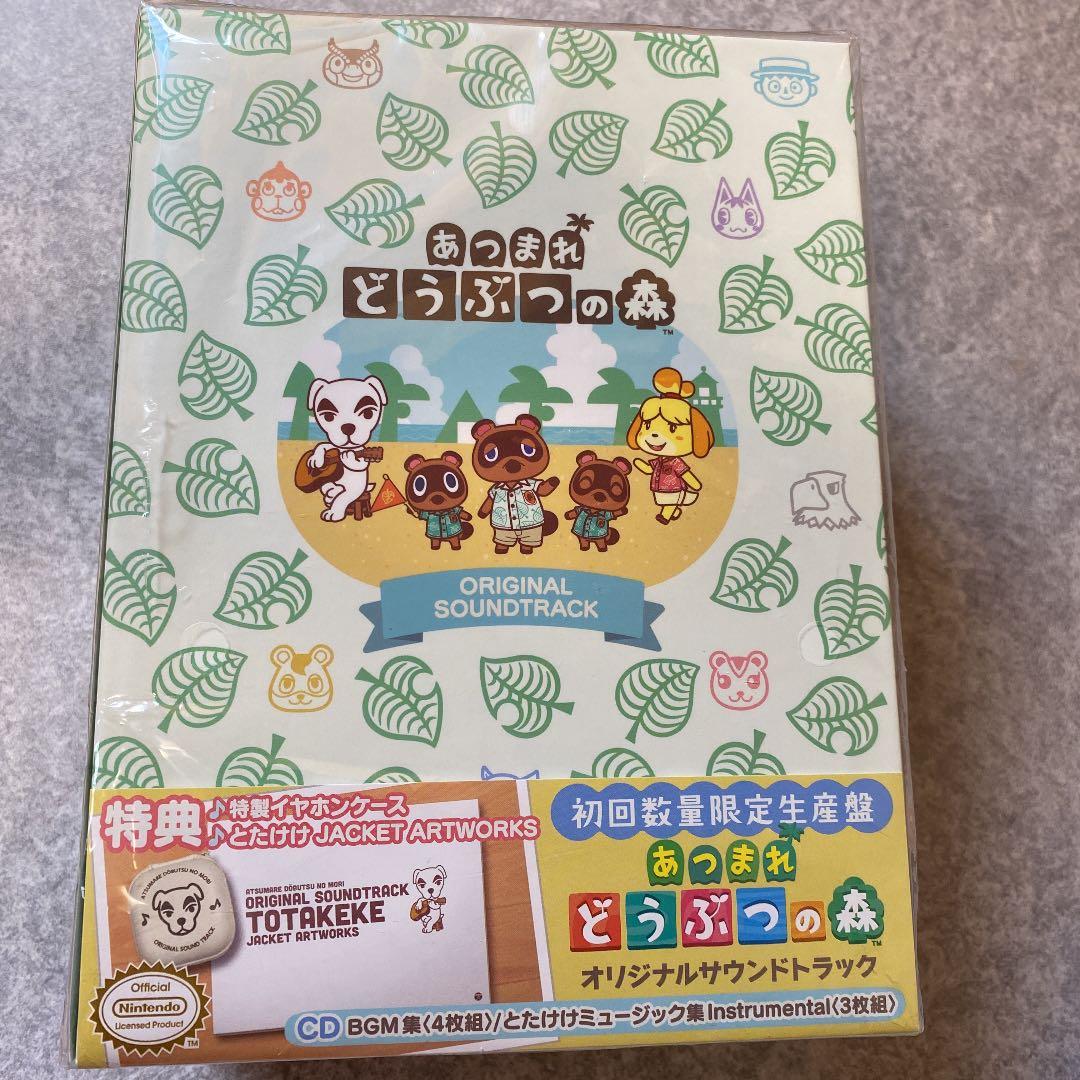 あつまれ
どうぶつの森
TM
ORIGINAL
SOUNDTRACK
特典
♪特製イヤホンケース
♪とたけけ JACKET ARTWORKS
初回数量限定生産盤
ATSUMARE DŌBUTSU NO MORI
ORIGINAL SOUND TRACK
ATSUMARE DŌBUTSU NO MORI
ORIGINAL SOUNDTRACK
TOTAKEKE
JACKET ARTWORKS
あつまれ
どうぶつの森
TM
オリジナルサウンドトラック
Official
Nintendo
Licensed Product
TM
CD BGM集〈4枚組〉/とたけけミュージック集 Instrumental〈3枚組〉